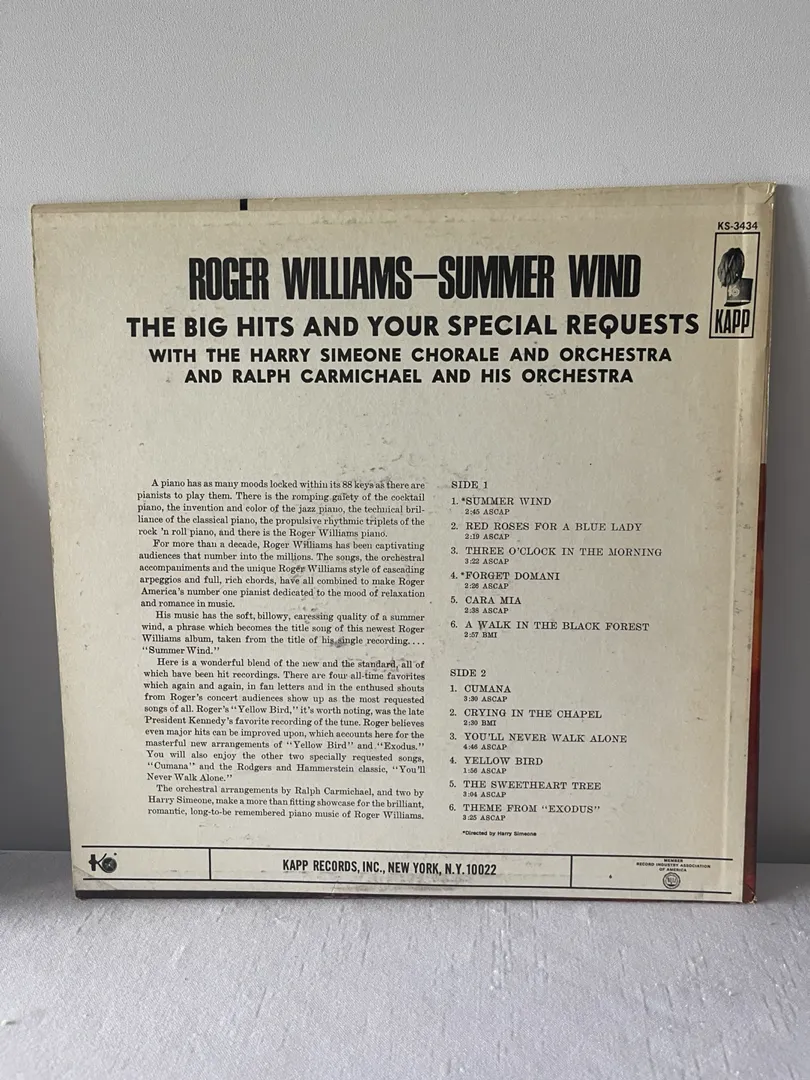 KS-3434
KAPP
ROGER WILLIAMS—SUMMER WIND
THE BIG HITS AND YOUR SPECIAL REQUESTS
WITH THE HARRY SIMEONE CHORALE AND ORCHESTRA
AND RALPH CARMICHAEL AND HIS ORCHESTRA
A piano has as many moods locked within its 88 keys as there are
pianists to play them. There is the romping gaiety of the cocktail
piano, the invention and color of the jazz piano, the technical bril-
liance of the classical piano, the propulsive rhythmic triplets of the
rock 'n roll piano, and there is the Roger Williams piano.
For more than a decade, Roger Williams has been captivating
audiences that number into the millions. The songs, the orchestral
accompaniments and the unique Roger Williams style of cascading
arpeggios and full, rich chords, have all combined to make Roger
America's number one pianist dedicated to the mood of relaxation
and romance in music.
His music has the soft, billowy, caressing quality of a summer
wind, a phrase which becomes the title song of this newest Roger
Williams album, taken from the title of his single recording....
"Summer Wind."
Here is a wonderful blend of the new and the standard, all of
which have been hit recordings. There are four all-time favorites
which again and again, in fan letters and in the enthused shouts
from Roger's concert audiences show up as the most requested
songs of all. Roger's "Yellow Bird," it's worth noting, was the late
President Kennedy's favorite recording of the tune. Roger believes
even major hits can be improved upon, which accounts here for the
masterful new arrangements of "Yellow Bird" and "Exodus."
You will also enjoy the other two specially requested songs,
"Cumana" and the Rodgers and Hammerstein classic, "You'll
Never Walk Alone."
The orchestral arrangements by Ralph Carmichael, and two by
Harry Simeone, make a more than fitting showcase for the brilliant,
romantic, long-to-be remembered piano music of Roger Williams.
SIDE 1
1. *SUMMER WIND
2:45 ASCAP
2. RED ROSES FOR A BLUE LADY
2:19 ASCAP
3. THREE O'CLOCK IN THE MORNING
3:22 ASCAP
4. *FORGET DOMANI
2:26 ASCAP
5. CARA MIA
2:38 ASCAP
6. A WALK IN THE BLACK FOREST
2:57 BMI
SIDE 2
1. CUMANA
3:30 ASCAP
2. CRYING IN THE CHAPEL
2:30 BMI
3. YOU'LL NEVER WALK ALONE
4:46 ASCAP
4. YELLOW BIRD
1:56 ASCAP
5. THE SWEETHEART TREE
3:04 ASCAP
6. THEME FROM "EXODUS"
3:25 ASCAP
*Directed by Harry Simeone
KAPP RECORDS, INC., NEW YORK, N.Y. 10022
MEMBER
RECORD INDUSTRY ASSOCIATION
OF AMERICA